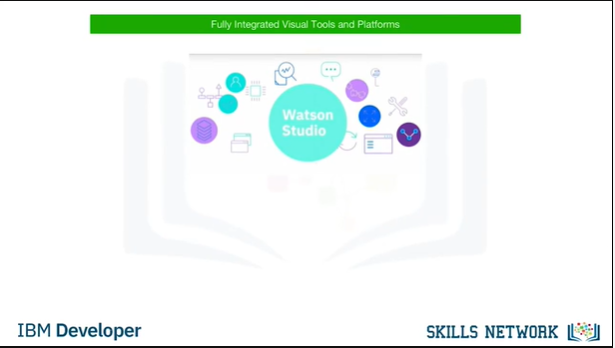 Fully Integrated Visual Tools and Platforms
Watson
Studio
IBM Developer
SKILLS NETWORK